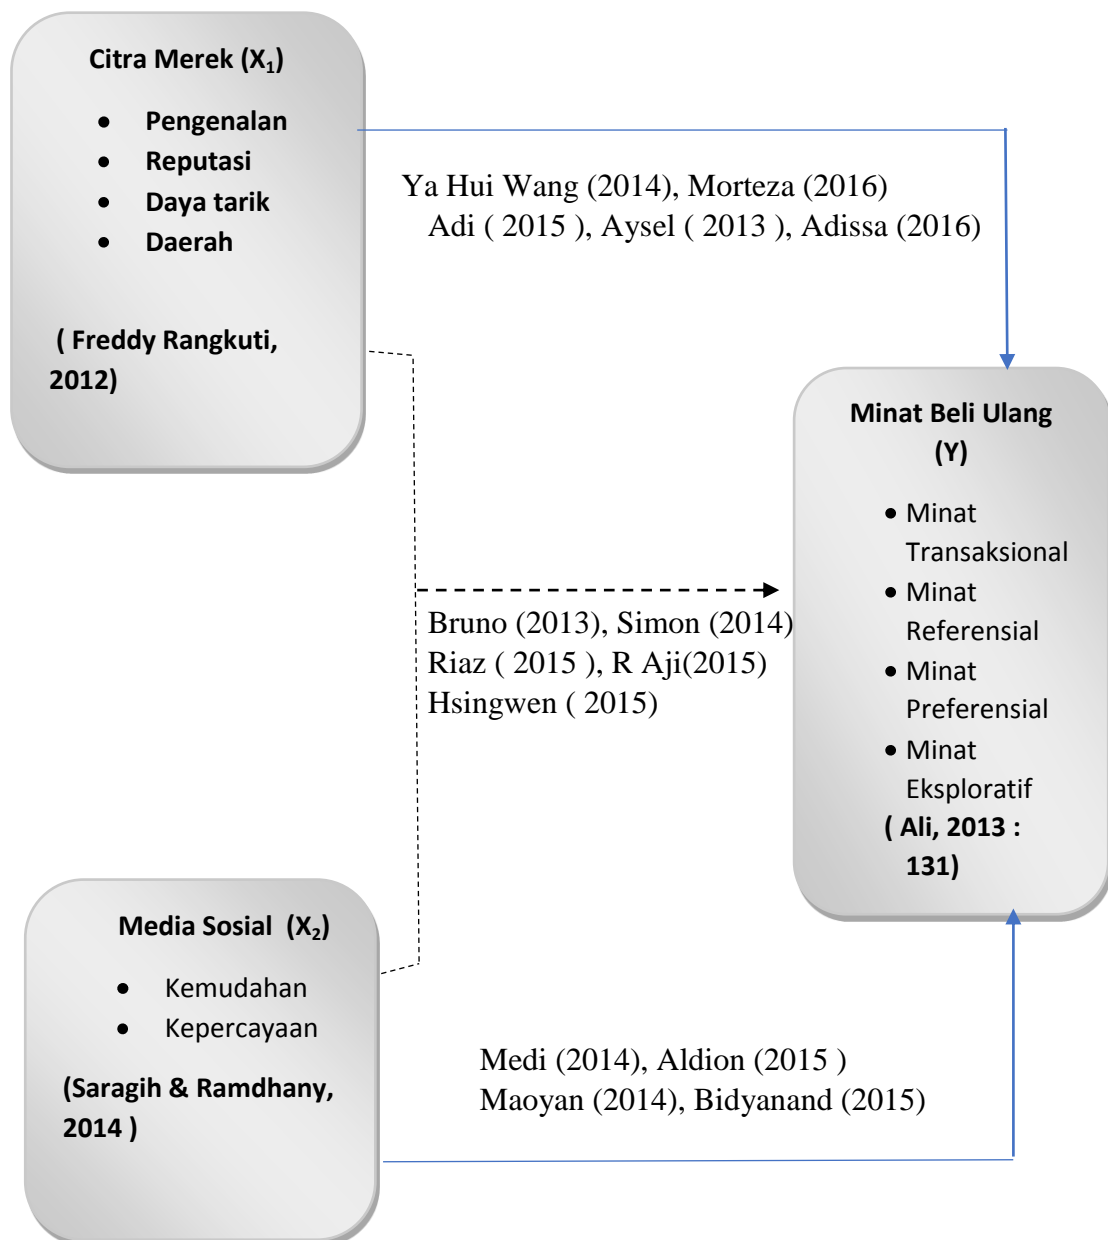 Citra Merek (X₁)
• Pengenalan
• Reputasi
• Daya tarik
• Daerah
( Freddy Rangkuti,
2012)
Ya Hui Wang (2014), Morteza (2016)
Adi ( 2015 ), Aysel ( 2013 ), Adissa (2016)
Minat Beli Ulang
(Y)
• Minat
Transaksional
• Minat
Referensial
• Minat
Preferensial
• Minat
Eksploratif
( Ali, 2013 :
131)
Bruno (2013), Simon (2014)
Riaz ( 2015 ), R Aji(2015)
Hsingwen ( 2015)
Media Sosial (X₂)
• Kemudahan
• Kepercayaan
(Saragih & Ramdhany,
2014 )
Medi (2014), Aldion (2015 )
Maoyan (2014), Bidyanand (2015)